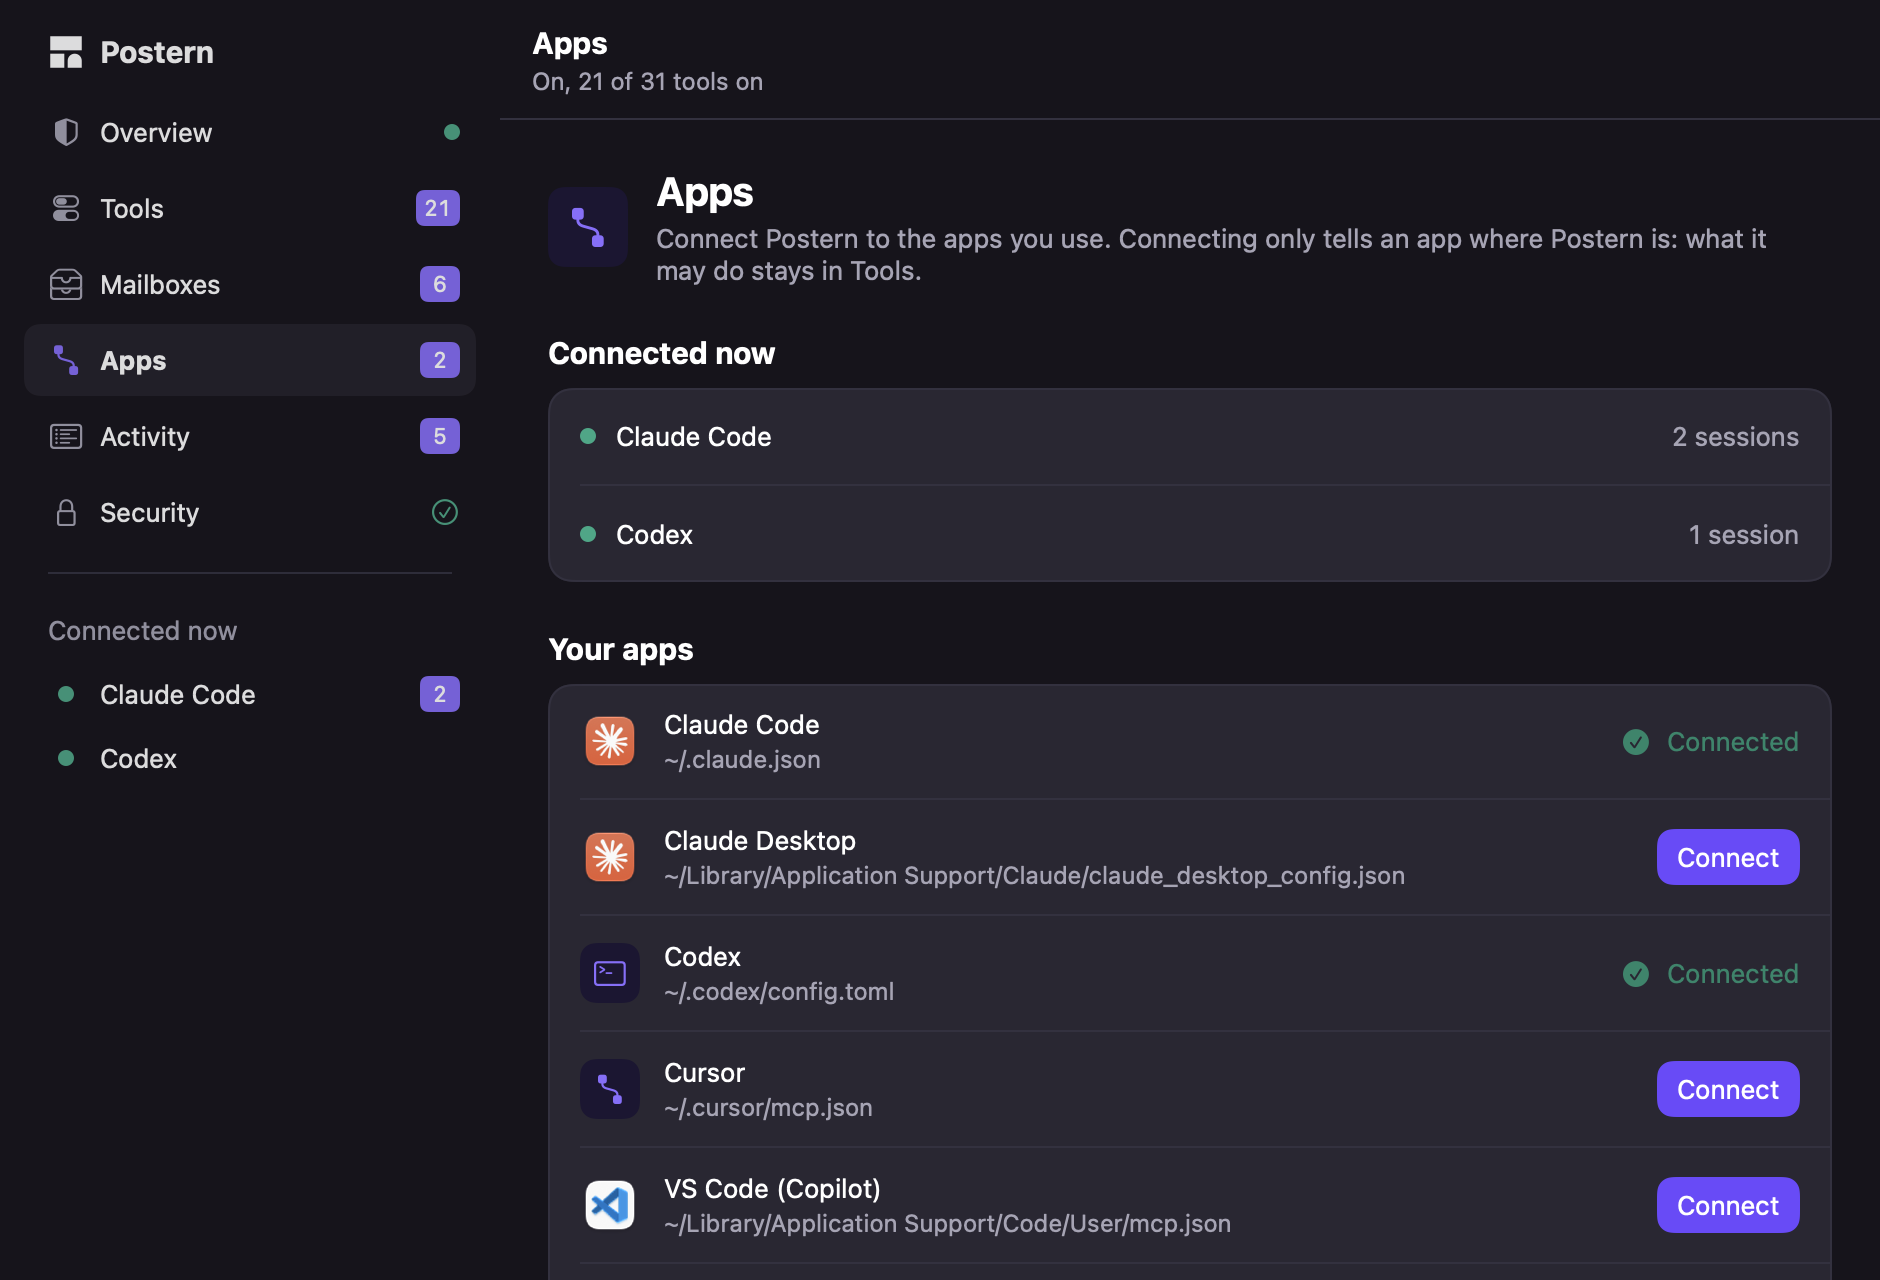 Postern
Overview
Tools
21
Mailboxes
6
Apps
2
Activity
5
Security
Connected now
Claude Code
2
Codex
Apps
On, 21 of 31 tools on
Apps
Connect Postern to the apps you use. Connecting only tells an app where Postern is: what it
may do stays in Tools.
Connected now
Claude Code
2 sessions
Codex
1 session
Your apps
Claude Code
~/.claude.json
Connected
Claude Desktop
~/Library/Application Support/Claude/claude_desktop_config.json
Connect
Codex
~/.codex/config.toml
Connected
Cursor
~/.cursor/mcp.json
Connect
VS Code (Copilot)
~/Library/Application Support/Code/User/mcp.json
Connect